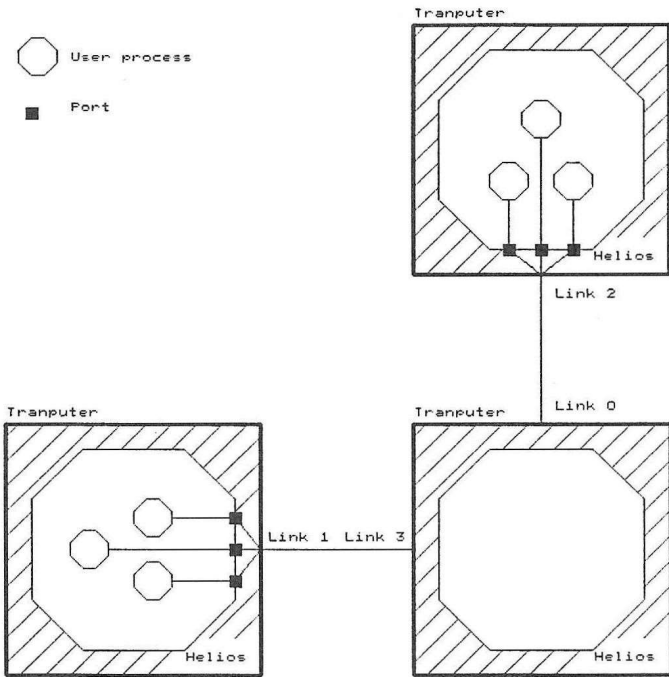 Tranputer
User process
Port
Helios
Link 2
Link 0
Tranputer
Tranputer
Link 1 Link 3
Helios
Helios